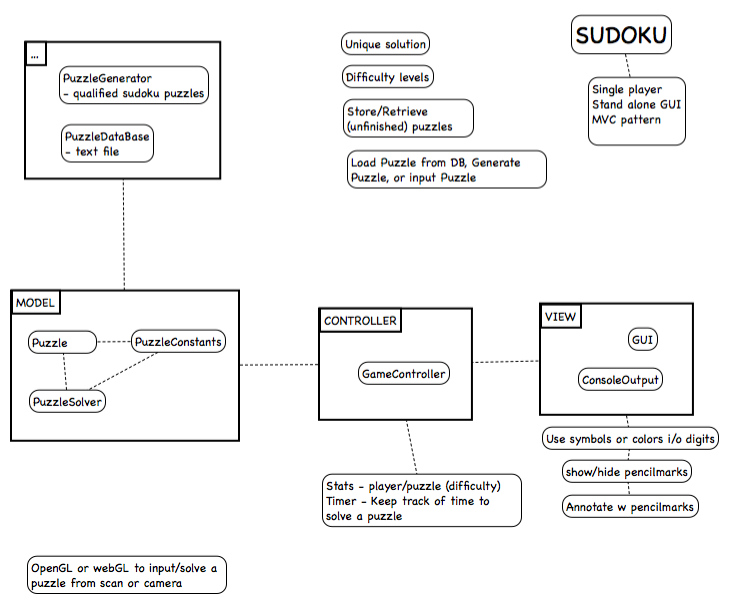 SUDOKU
Single player
Stand alone GUI
MVC pattern
Unique solution
Difficulty levels
Store/Retrieve
(unfinished) puzzles
Load Puzzle from DB, Generate
Puzzle, or input Puzzle
...
PuzzleGenerator
- qualified sudoku puzzles
PuzzleDataBase
- text file
MODEL
Puzzle
PuzzleConstants
PuzzleSolver
CONTROLLER
GameController
Stats - player/puzzle (difficulty)
Timer - Keep track of time to
solve a puzzle
VIEW
GUI
ConsoleOutput
Use symbols or colors i/o digits
show/hide pencilmarks
Annotate w pencilmarks
OpenGL or webGL to input/solve a
puzzle from scan or camera